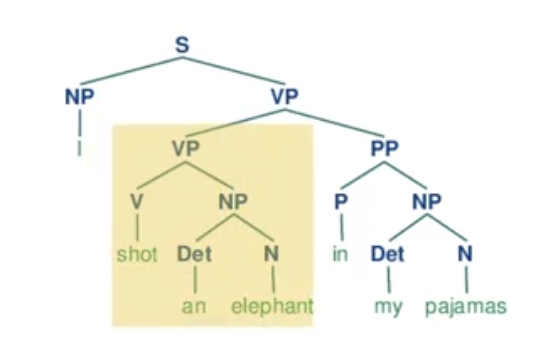 S
NP VP
I VP PP
V NP P NP
shot Det N in Det N
an elephant my pajamas